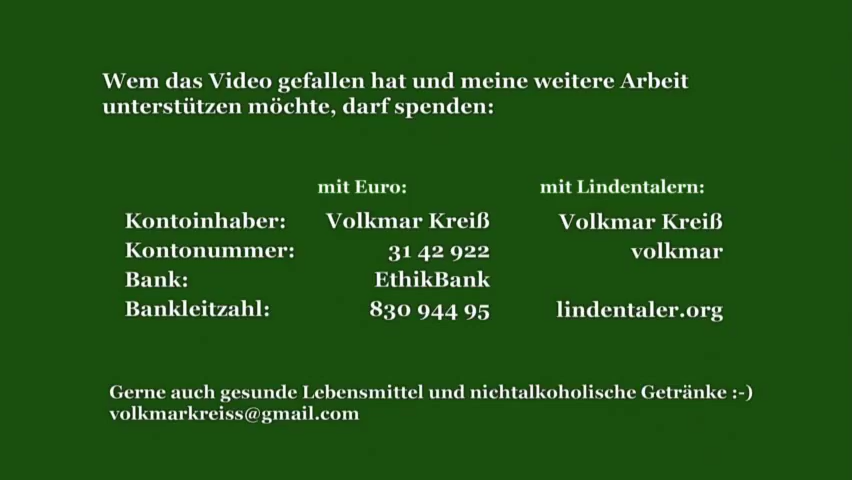 Wem das Video gefallen hat und meine weitere Arbeit
unterstützen möchte, darf spenden:
mit Euro: mit Lindentalern:
Kontoinhaber: Volkmar Kreiß Volkmar Kreiß
Kontonummer: 31 42 922 volkmar
Bank: EthikBank
Bankleitzahl: 830 944 95 lindentaler.org
Gerne auch gesunde Lebensmittel und nichtalkoholische Getränke :-)
volkmarkreiss@gmail.com